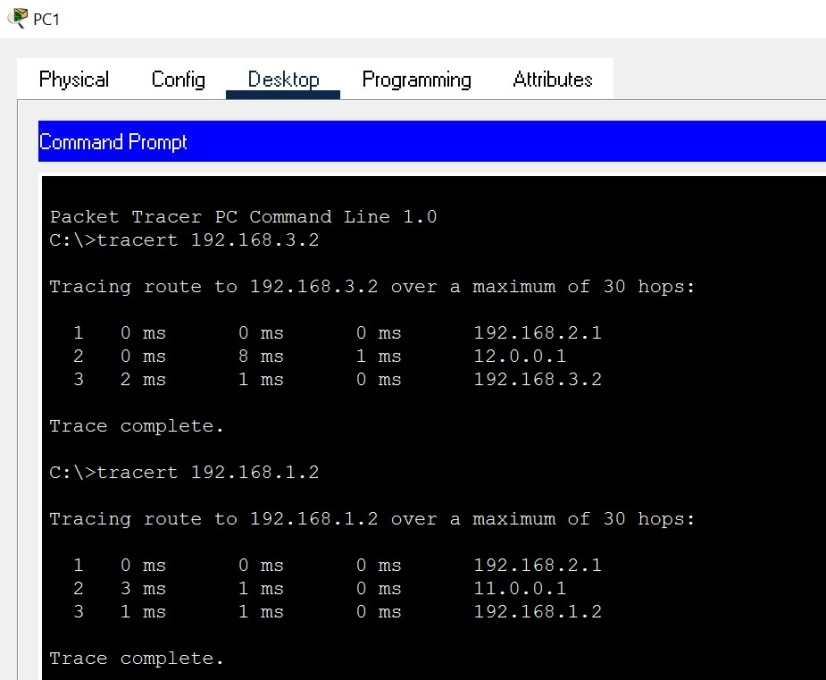 PC1
Physical Config Desktop Programming Attributes
Command Prompt
Packet Tracer PC Command Line 1.0
C:\>tracert 192.168.3.2
Tracing route to 192.168.3.2 over a maximum of 30 hops:
1 0 ms 0 ms 0 ms 192.168.2.1
2 0 ms 8 ms 1 ms 12.0.0.1
3 2 ms 1 ms 0 ms 192.168.3.2
Trace complete.
C:\>tracert 192.168.1.2
Tracing route to 192.168.1.2 over a maximum of 30 hops:
1 0 ms 0 ms 0 ms 192.168.2.1
2 3 ms 1 ms 0 ms 11.0.0.1
3 1 ms 1 ms 0 ms 192.168.1.2
Trace complete.